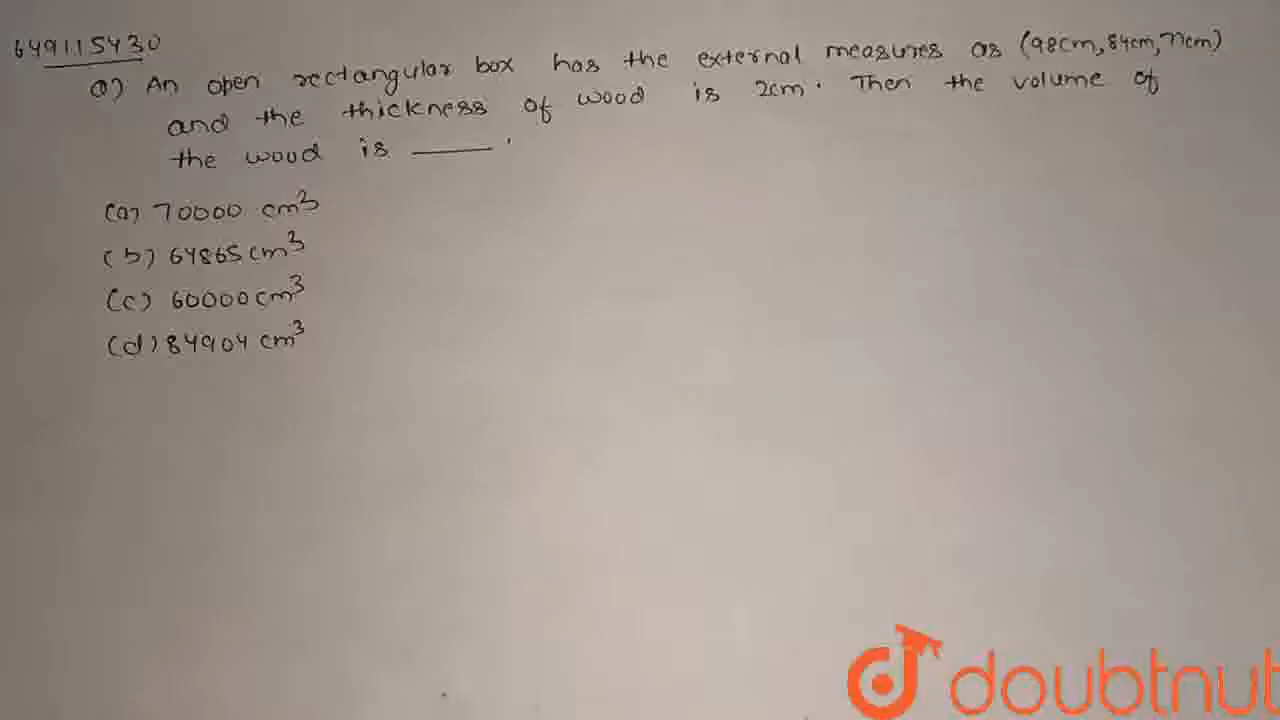 649115430
Q) An open rectangular box has the external measures as (98cm, 84cm, 77cm)
and the thickness of wood is 2cm. Then the volume of
the wood is ______.
(a) 70000 cm³
(b) 64865 cm³
(c) 60000 cm³
(d) 84904 cm³
doubtnut